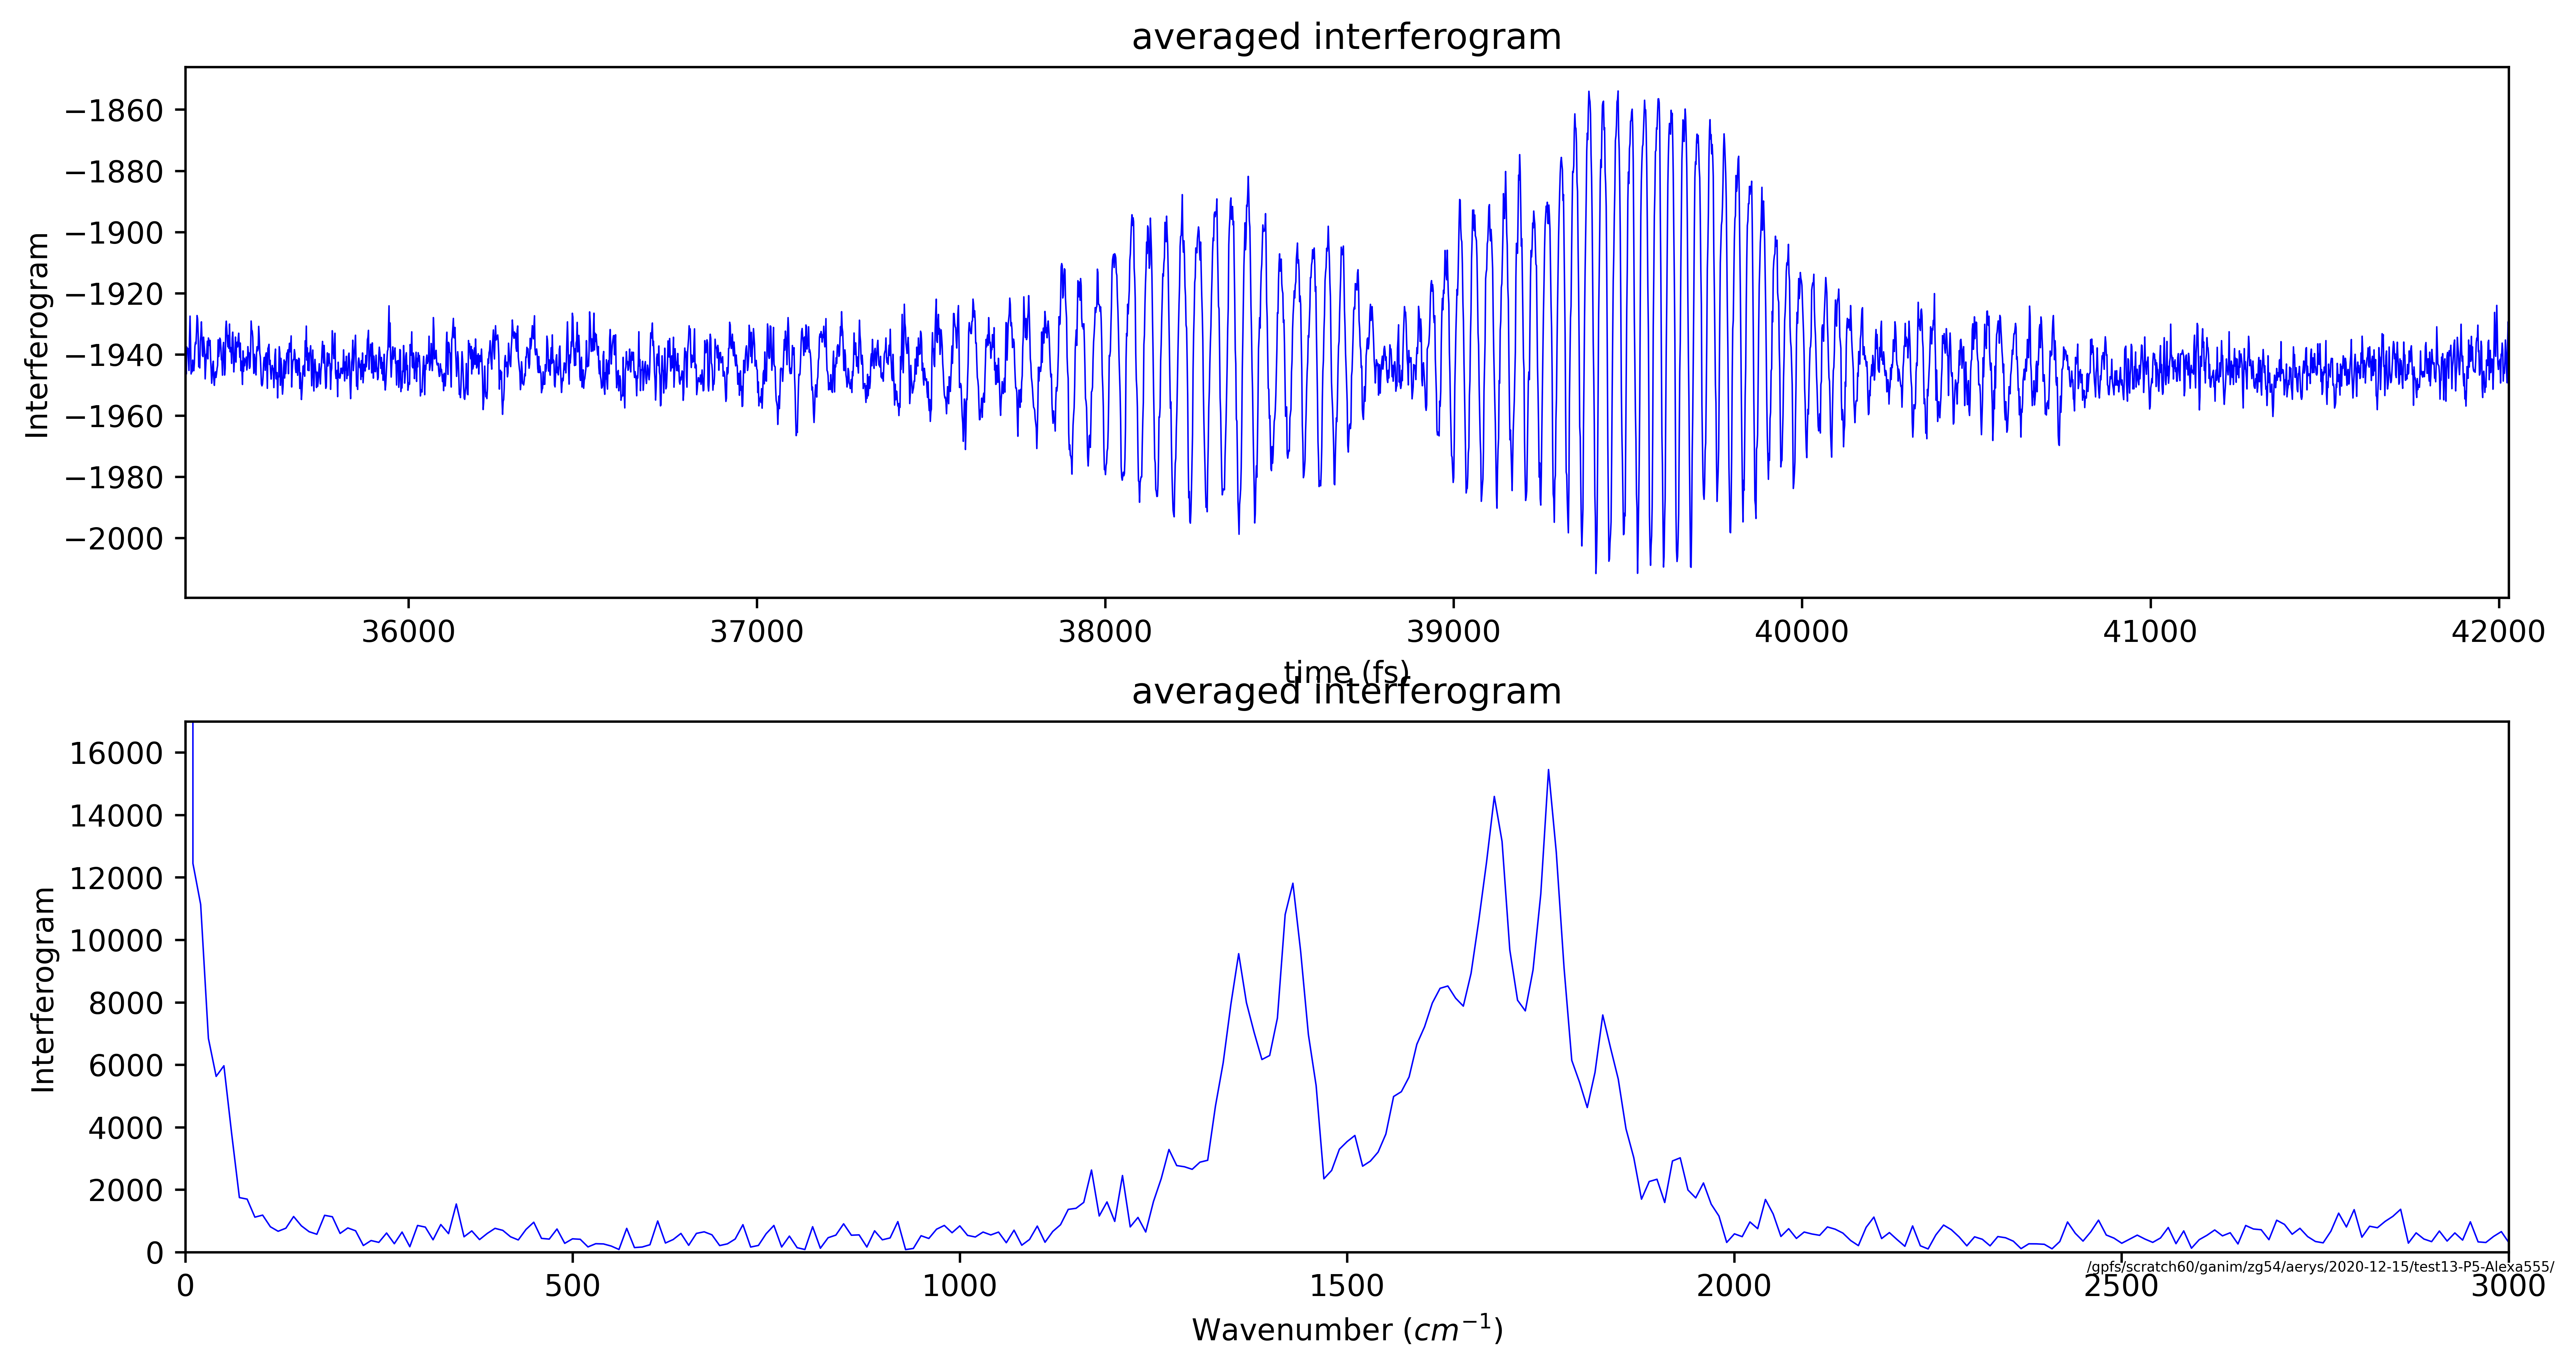 averaged interferogram
Interferogram
−1860
−1880
−1900
−1920
−1940
−1960
−1980
−2000
36000 37000 38000 39000 40000 41000 42000
time (fs)
averaged interferogram
Interferogram
16000
14000
12000
10000
8000
6000
4000
2000
0
0 500 1000 1500 2000 2500 3000
/gpfs/scratch60/ganim/zg54/aerys/2020-12-15/test13-P5-Alexa555/
Wavenumber (cm⁻¹)